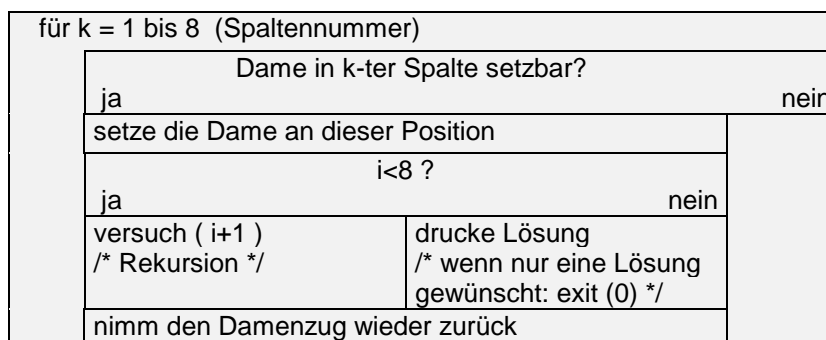 für k = 1 bis 8 (Spaltennummer)
Dame in k-ter Spalte setzbar?
ja nein
setze die Dame an dieser Position
i<8 ?
ja nein
versuch ( i+1 ) drucke Lösung
/* Rekursion */ /* wenn nur eine Lösung
gewünscht: exit (0) */
nimm den Damenzug wieder zurück